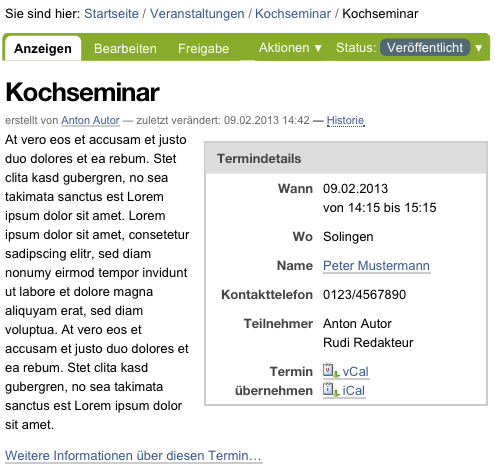 Sie sind hier: Startseite / Veranstaltungen / Kochseminar / Kochseminar
Anzeigen Bearbeiten Freigabe Aktionen ▼ Status: Veröffentlicht ▼
Kochseminar
erstellt von Anton Autor — zuletzt verändert: 09.02.2013 14:42 — Historie
At vero eos et accusam et justo
duo dolores et ea rebum. Stet
clita kasd gubergren, no sea
takimata sanctus est Lorem
ipsum dolor sit amet. Lorem
ipsum dolor sit amet, consetetur
sadipscing elitr, sed diam
nonumy eirmod tempor invidunt
ut labore et dolore magna
aliquyam erat, sed diam
voluptua. At vero eos et
accusam et justo duo dolores et
ea rebum. Stet clita kasd
gubergren, no sea takimata
sanctus est Lorem ipsum dolor
sit amet.
Termindetails
Wann 09.02.2013
von 14:15 bis 15:15
Wo Solingen
Name Peter Mustermann
Kontakttelefon 0123/4567890
Teilnehmer Anton Autor
Rudi Redakteur
Termin vCal
übernehmen iCal
Weitere Informationen über diesen Termin…